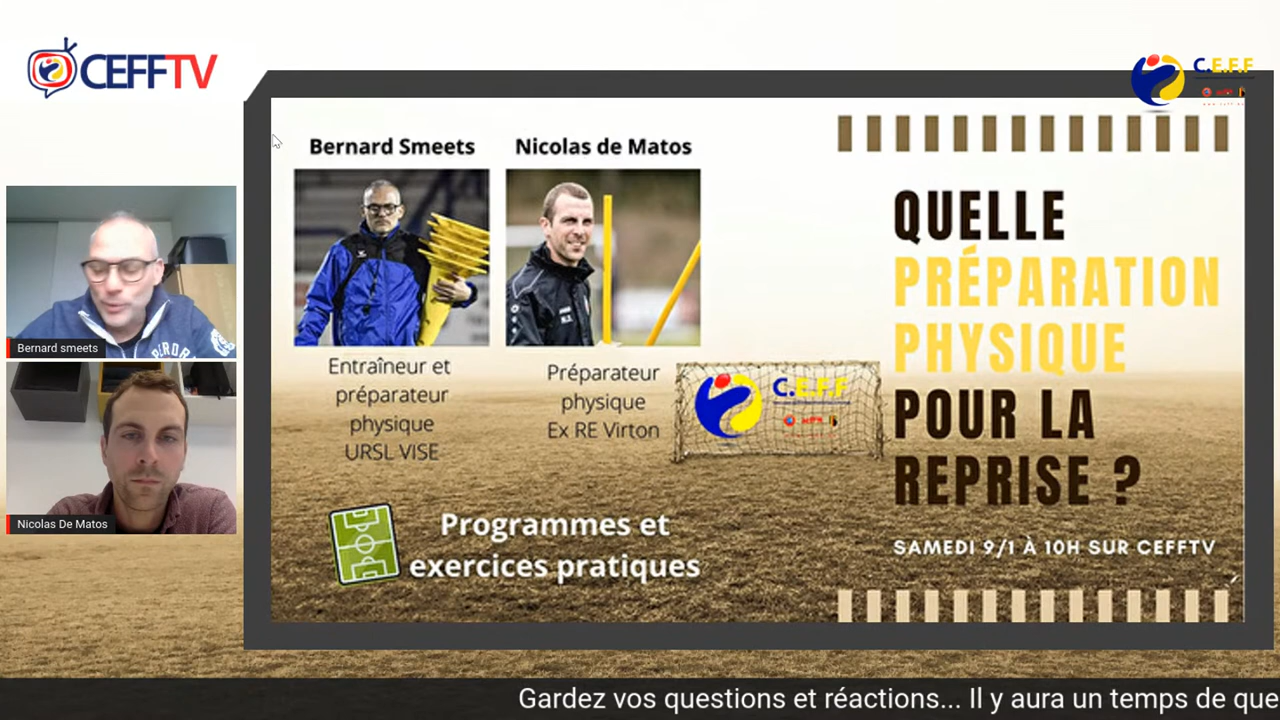 CEFFTV
C.E.F.F
Bernard Smeets
Nicolas de Matos
Entraîneur et
préparateur
physique
URSL VISE
Préparateur
physique
Ex RE Virton
C.E.F.F
Programmes et
exercices pratiques
QUELLE
PRÉPARATION
PHYSIQUE
POUR LA
REPRISE ?
SAMEDI 9/1 À 10H SUR CEFFTV
Bernard smeets
Nicolas De Matos
Gardez vos questions et réactions... Il y aura un temps de que